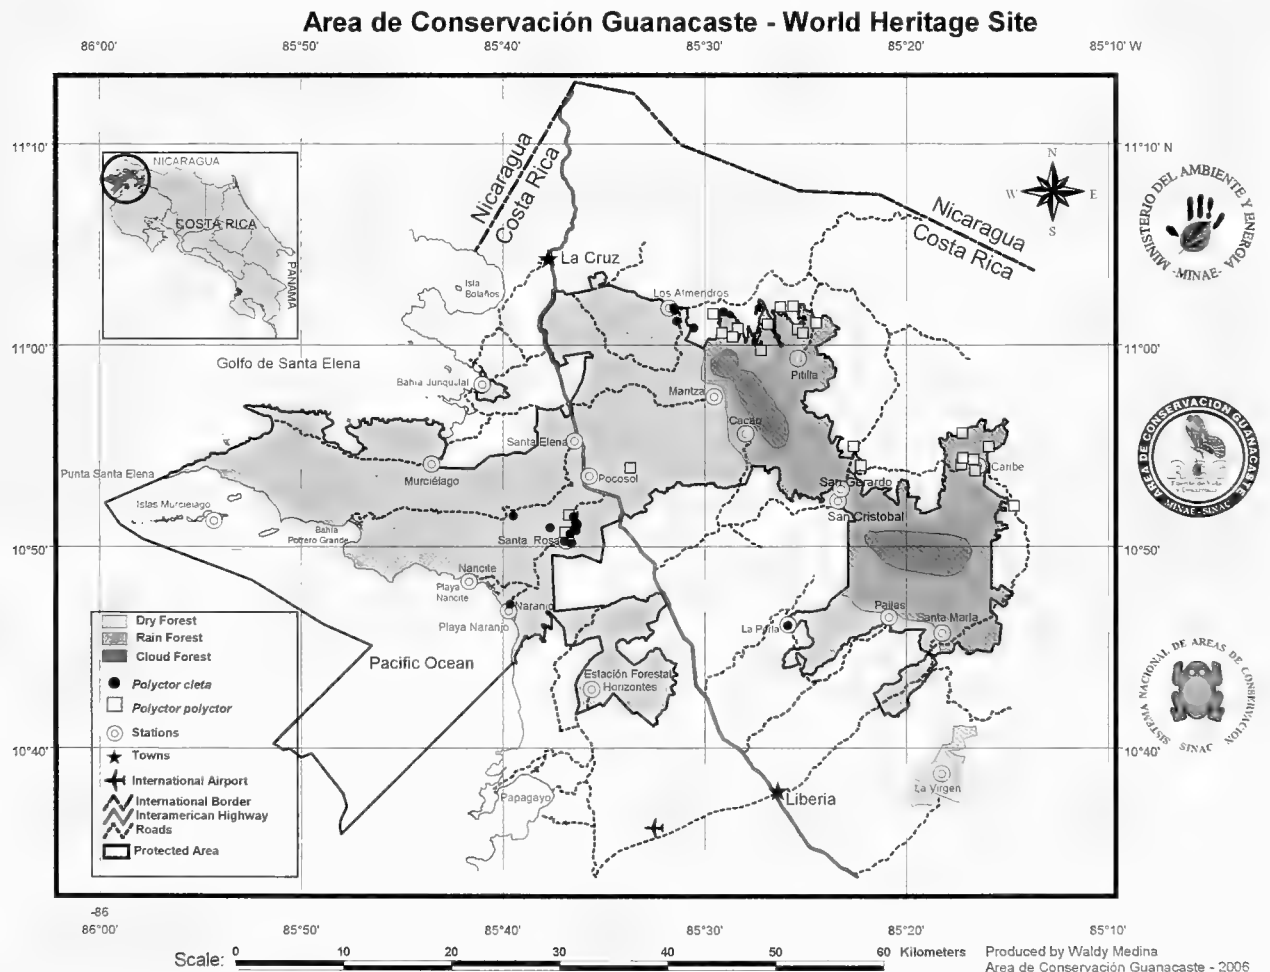 Area de Conservación Guanacaste - World Heritage Site
86°00' 85°50' 85°40' 85°30' 85°20' 85°10' W
11°10' 11°10' N
NICARAGUA
COSTA RICA
PANAMA
Nicaragua
Costa Rica
Nicaragua
Costa Rica
N
W E
S
MINISTERIO DEL AMBIENTE Y ENERGIA
-MINAE-
La Cruz
Isla
Bolaños
Los Almendros
11°00' 11°00'
Golfo de Santa Elena
Bahia Junquillal
Pitilla
Maritza
Cacao
AREA DE CONSERVACION GUANACASTE
MINAE - SINAC
Santa Elena
Punta Santa Elena
Murciélago
Pocosol
San Gerardo
Caribe
Islas Murciélago
San Cristobal
Bahía
Potrero Grande
Santa Rosa
10°50' 10°50'
Nancite
Playa
Nancite
Naranjo
Playa Naranjo
Pailas
Santa Maria
La Perla
Dry Forest
Rain Forest
Cloud Forest
Polyctor cleta
Polyctor polyctor
Stations
Towns
International Airport
International Border
Interamerican Highway
Roads
Protected Area
Pacific Ocean
Estación Forestal
Horizontes
SISTEMA NACIONAL DE AREAS DE CONSERVACION
SINAC
10°40' 10°40'
Papagayo
Liberia
La Virgen
-86
86°00' 85°50' 85°40' 85°30' 85°20' 85°10'
Scale: 0 10 20 30 40 50 60 Kilometers
Produced by Waldy Medina
Area de Conservación Guanacaste - 2006